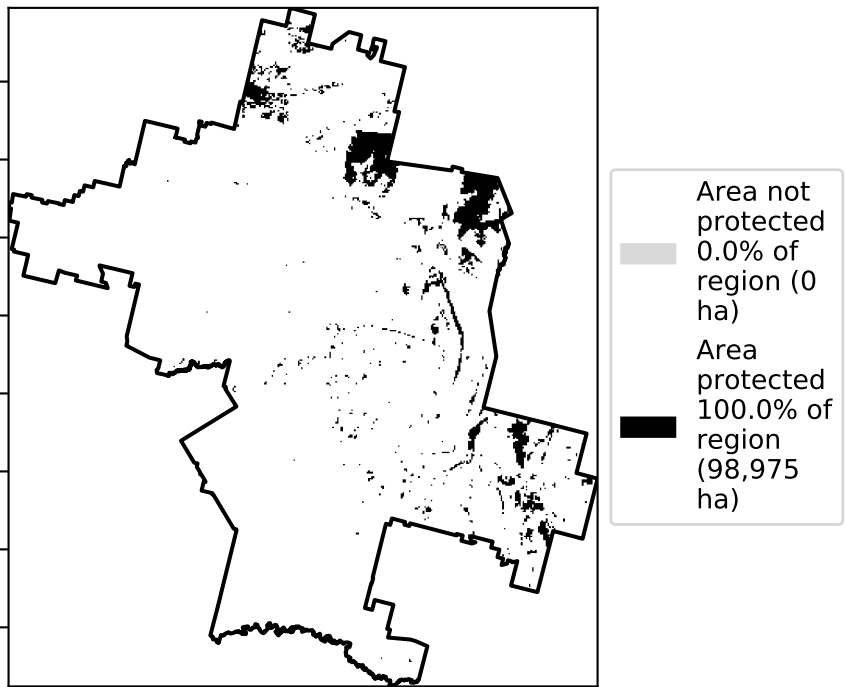 Area not
protected
0.0% of
region (0
ha)
Area
protected
100.0% of
region
(98,975
ha)